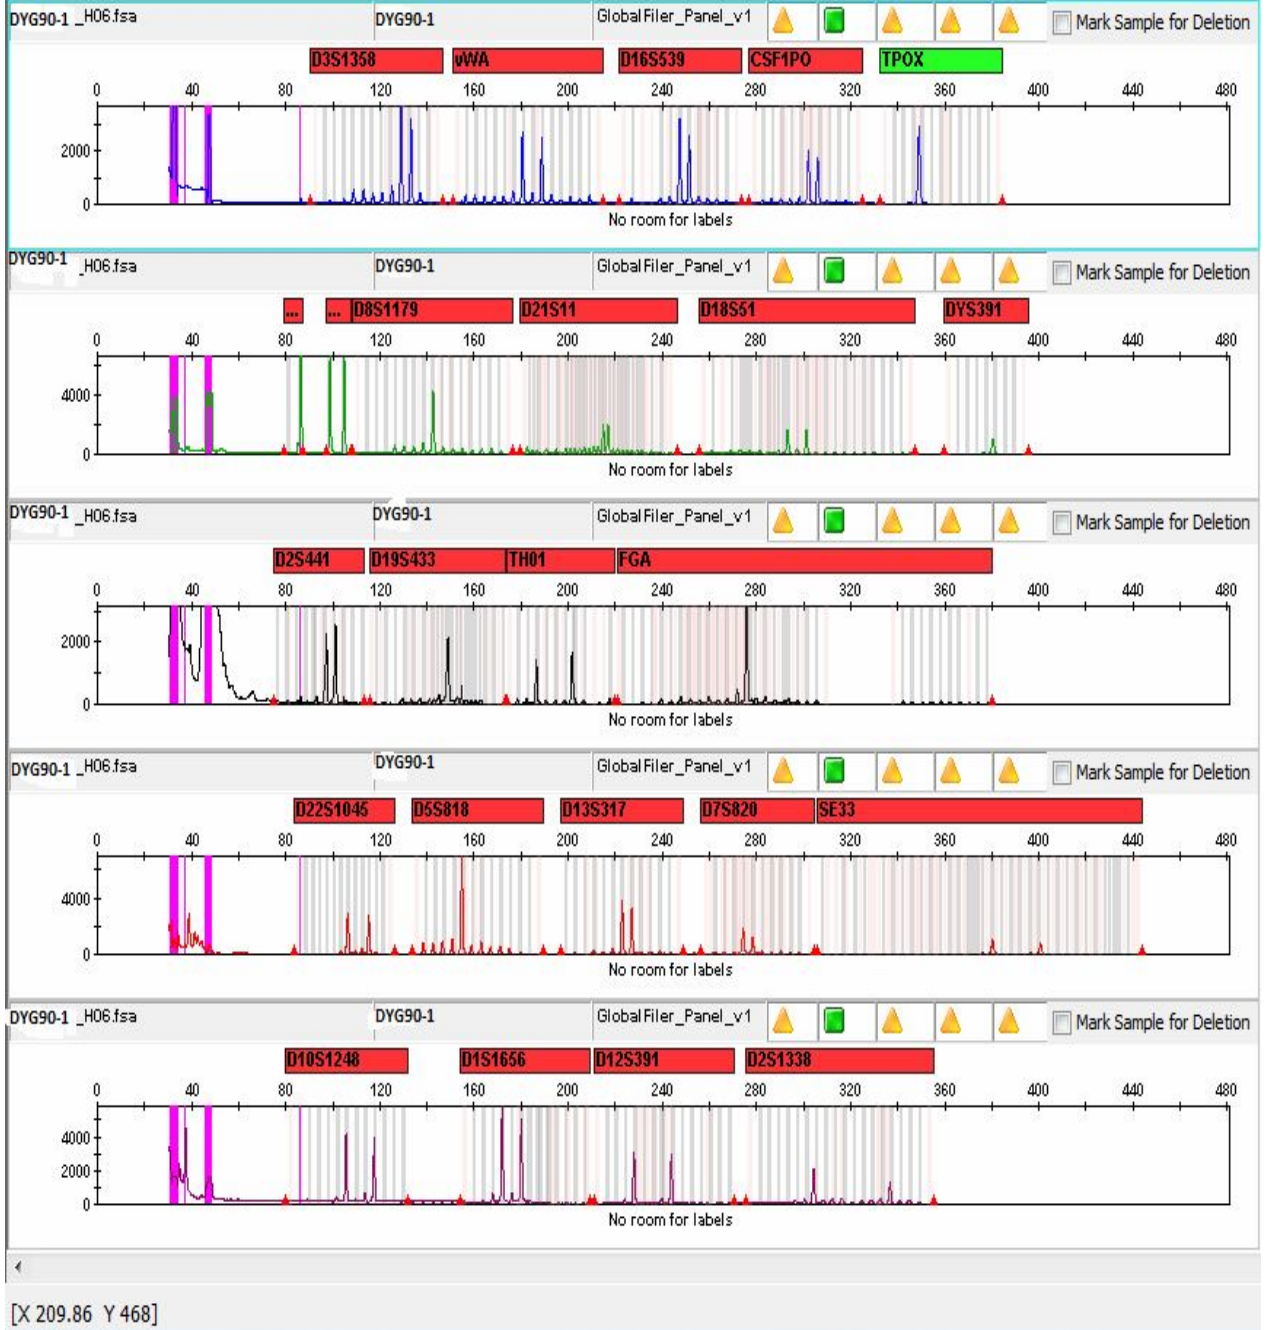 DYG90-1 _H06.fsa DYG90-1 GlobalFiler_Panel_v1 Mark Sample for Deletion
D3S1358 vWA D16S539 CSF1PO TPOX
0 40 80 120 160 200 240 280 320 360 400 440 480
2000
0
No room for labels
DYG90-1 _H06.fsa DYG90-1 GlobalFiler_Panel_v1 Mark Sample for Deletion
... ... D8S1179 D21S11 D18S51 DYS391
0 40 80 120 160 200 240 280 320 360 400 440 480
4000
0
No room for labels
DYG90-1 _H06.fsa DYG90-1 GlobalFiler_Panel_v1 Mark Sample for Deletion
D2S441 D19S433 TH01 FGA
0 40 80 120 160 200 240 280 320 360 400 440 480
2000
0
No room for labels
DYG90-1 _H06.fsa DYG90-1 GlobalFiler_Panel_v1 Mark Sample for Deletion
D22S1045 D5S818 D13S317 D7S820 SE33
0 40 80 120 160 200 240 280 320 360 400 440 480
4000
0
No room for labels
DYG90-1 _H06.fsa DYG90-1 GlobalFiler_Panel_v1 Mark Sample for Deletion
D10S1248 D1S1656 D12S391 D2S1338
0 40 80 120 160 200 240 280 320 360 400 440 480
4000
2000
0
No room for labels
[X 209.86 Y 468]